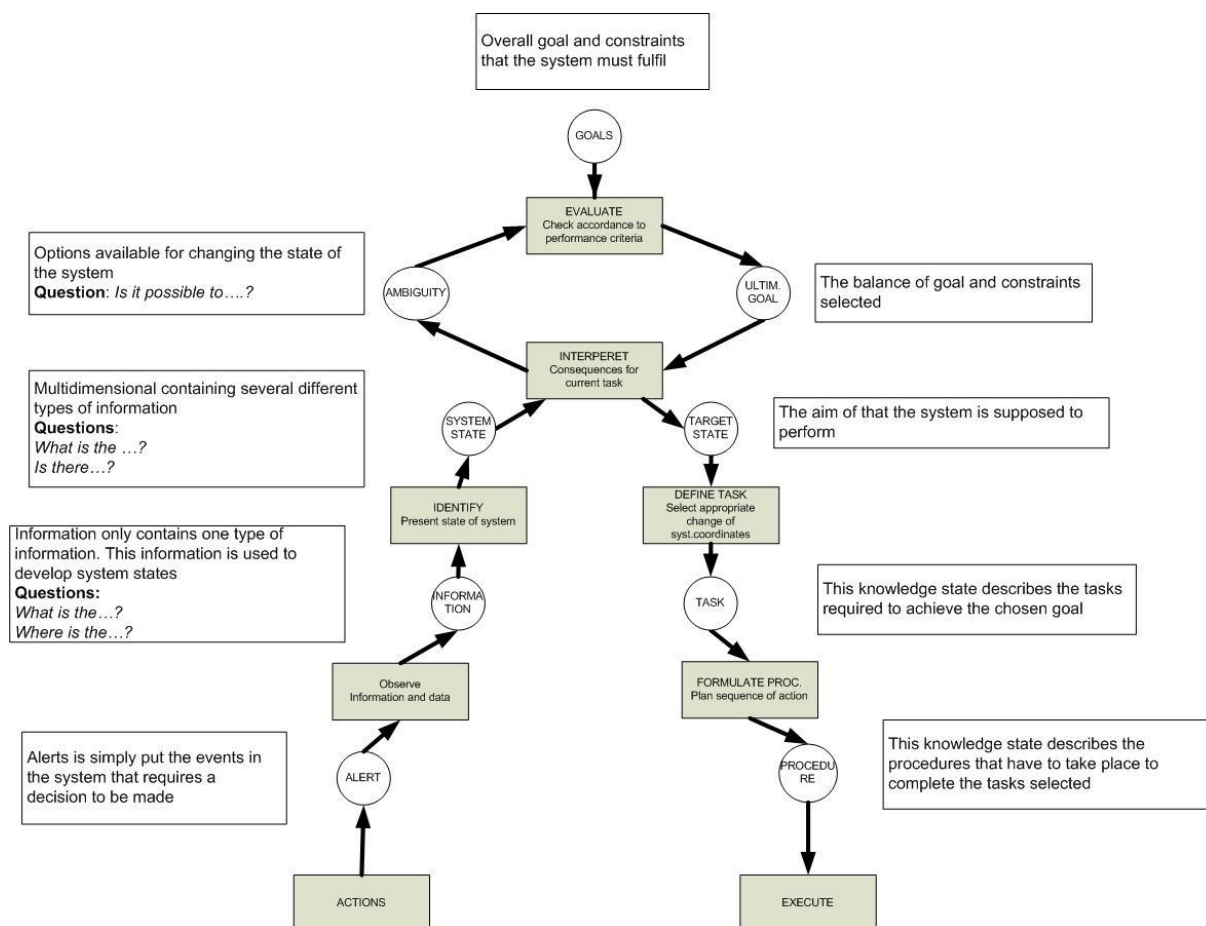 Overall goal and constraints
that the system must fulfil
GOALS
EVALUATE
Check accordance to
performance criteria
Options available for changing the state of
the system
Question: Is it possible to….?
AMBIGUITY
ULTIM.
GOAL
The balance of goal and constraints
selected
INTERPERET
Consequences for
current task
Multidimensional containing several different
types of information
Questions:
What is the …?
Is there…?
SYSTEM
STATE
TARGET
STATE
The aim of that the system is supposed to
perform
IDENTIFY
Present state of system
DEFINE TASK
Select appropriate
change of
syst.coordinates
Information only contains one type of
information. This information is used to
develop system states
Questions:
What is the…?
Where is the…?
INFORMA
TION
TASK
This knowledge state describes the tasks
required to achieve the chosen goal
Observe
Information and data
FORMULATE PROC.
Plan sequence of action
Alerts is simply put the events in
the system that requires a
decision to be made
ALERT
PROCEDU
RE
This knowledge state describes the
procedures that have to take place to
complete the tasks selected
ACTIONS
EXECUTE